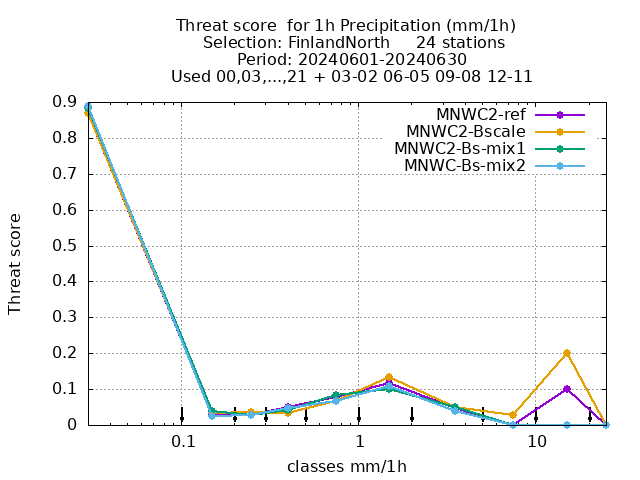 Threat score  for 1h Precipitation (mm/1h)
Selection: FinlandNorth     24 stations
Period: 20240601-20240630
Used 00,03,...,21 + 03-02 06-05 09-08 12-11
MNWC2-ref
MNWC2-Bscale
MNWC2-Bs-mix1
MNWC-Bs-mix2
Threat score
0.9
0.8
0.7
0.6
0.5
0.4
0.3
0.2
0.1
0
0.1 1 10
classes mm/1h